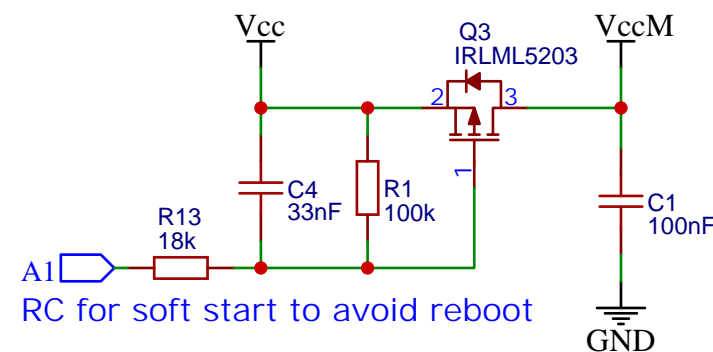 Vcc
Q3
IRLML5203
VccM
2
3
1
C4
33nF
R1
100k
C1
100nF
R13
18k
A1
RC for soft start to avoid reboot
GND